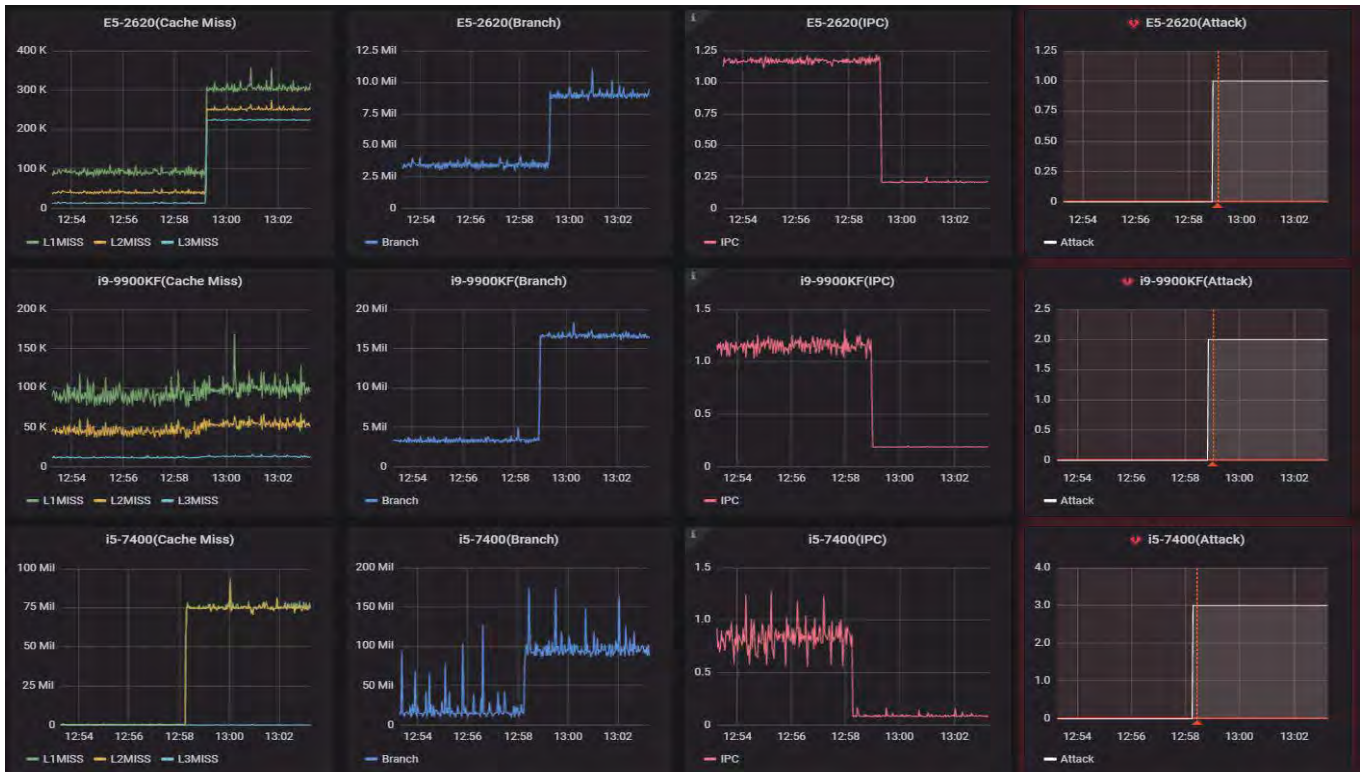 E5-2620(Cache Miss)
400 K
300 K
200 K
100 K
0
12:54 12:56 12:58 13:00 13:02
L1MISS L2MISS L3MISS
E5-2620(Branch)
12.5 Mil
10.0 Mil
7.5 Mil
5.0 Mil
2.5 Mil
0
12:54 12:56 12:58 13:00 13:02
Branch
i
E5-2620(IPC)
1.25
1.00
0.75
0.50
0.25
0
12:54 12:56 12:58 13:00 13:02
IPC
E5-2620(Attack)
1.25
1.00
0.75
0.50
0.25
0
12:54 12:56 12:58 13:00 13:02
Attack
i9-9900KF(Cache Miss)
200 K
150 K
100 K
50 K
0
12:54 12:56 12:58 13:00 13:02
L1MISS L2MISS L3MISS
i9-9900KF(Branch)
20 Mil
15 Mil
10 Mil
5 Mil
0
12:54 12:56 12:58 13:00 13:02
Branch
i
i9-9900KF(IPC)
1.5
1.0
0.5
0
12:54 12:56 12:58 13:00 13:02
IPC
i9-9900KF(Attack)
2.5
2.0
1.5
1.0
0.5
0
12:54 12:56 12:58 13:00 13:02
Attack
i5-7400(Cache Miss)
100 Mil
75 Mil
50 Mil
25 Mil
0
12:54 12:56 12:58 13:00 13:02
L1MISS L2MISS L3MISS
i5-7400(Branch)
200 Mil
150 Mil
100 Mil
50 Mil
0
12:54 12:56 12:58 13:00 13:02
Branch
i
i5-7400(IPC)
1.5
1.0
0.5
0
12:54 12:56 12:58 13:00 13:02
IPC
i5-7400(Attack)
4.0
3.0
2.0
1.0
0
12:54 12:56 12:58 13:00 13:02
Attack